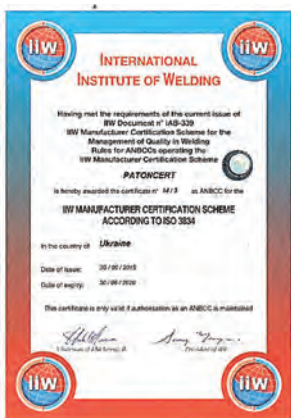 iiw
iiw
INTERNATIONAL
INSTITUTE OF WELDING
Having met the requirements of the current issue of
IIW Document n° IAB-339
IIW Manufacturer Certification Scheme for the
Management of Quality in Welding
Rules for ANBCCs operating the
IIW Manufacturer Certification Scheme
PATONCERT
is hereby awarded the certificate n° as ANBCC for the
IIW MANUFACTURER CERTIFICATION SCHEME
ACCORDING TO ISO 3834
In the country of Ukraine
Date of issue:
Date of expiry:
This certificate is only valid if authorisation as an ANBCC is maintained
iiw
iiw